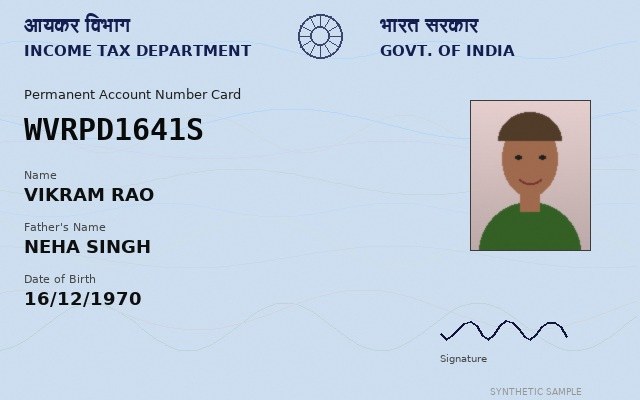 आयकर विभाग
INCOME TAX DEPARTMENT
भारत सरकार
GOVT. OF INDIA
Permanent Account Number Card
WVRPD1641S
Name
VIKRAM RAO
Father's Name
NEHA SINGH
Date of Birth
16/12/1970
Signature
SYNTHETIC SAMPLE